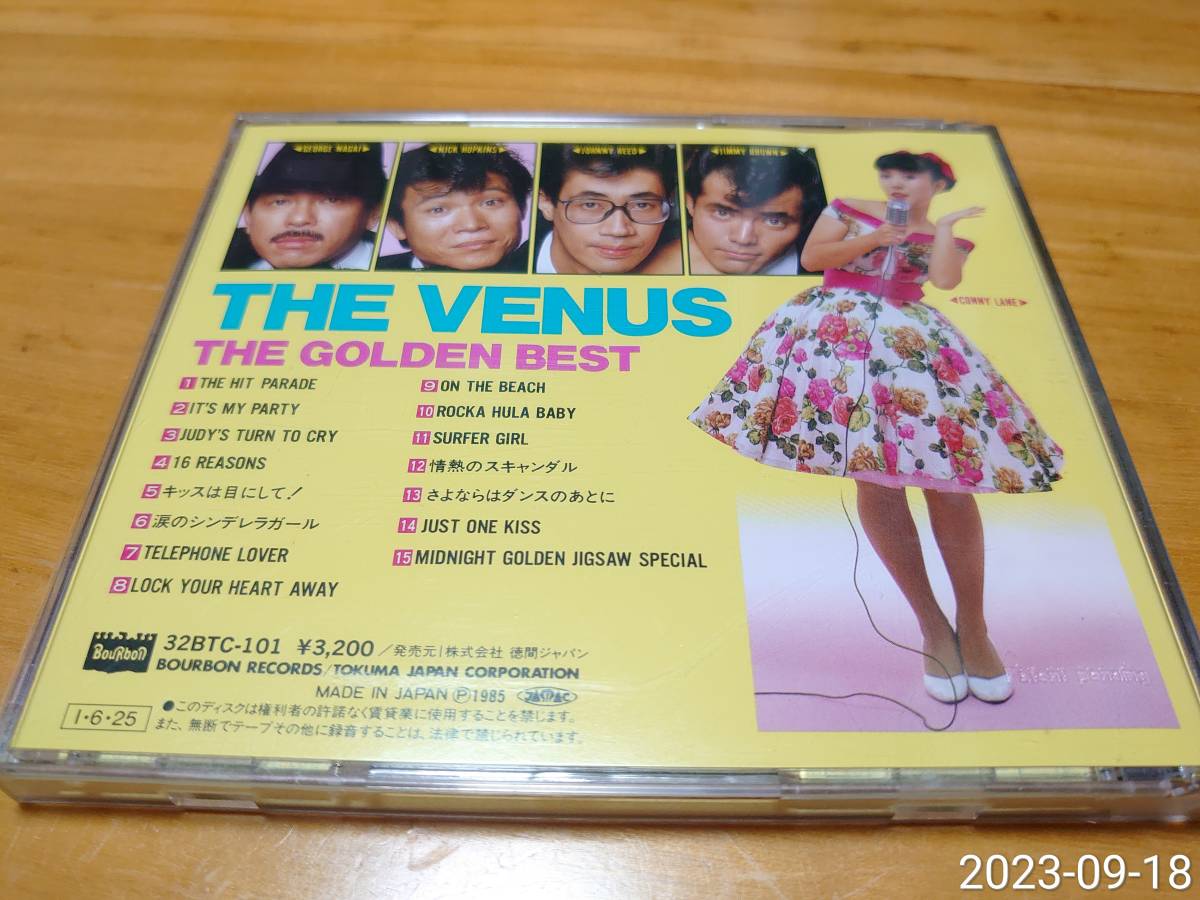 ◀GEORGE NAGAI▶
◀NICK HOPKINS▶
◀JOHNNY REED▶
◀JIMMY BROWN▶
◀CONNY LANE▶
THE VENUS
THE GOLDEN BEST
1 THE HIT PARADE
2 IT'S MY PARTY
3 JUDY'S TURN TO CRY
4 16 REASONS
5 キッスは目にして!
6 涙のシンデレラガール
7 TELEPHONE LOVER
8 LOCK YOUR HEART AWAY
9 ON THE BEACH
10 ROCKA HULA BABY
11 SURFER GIRL
12 情熱のスキャンダル
13 さよならはダンスのあとに
14 JUST ONE KISS
15 MIDNIGHT GOLDEN JIGSAW SPECIAL
BouRbon 32BTC-101 ¥3,200／発売元|株式会社 徳間ジャパン
BOURBON RECORDS/TOKUMA JAPAN CORPORATION
MADE IN JAPAN Ⓟ1985 JASRAC
I·6·25
●このディスクは権利者の許諾なく賃貸業に使用することを禁じます。
また、無断でテープその他に録音することは、法律で禁じられています。
Patent pending
2023-09-18